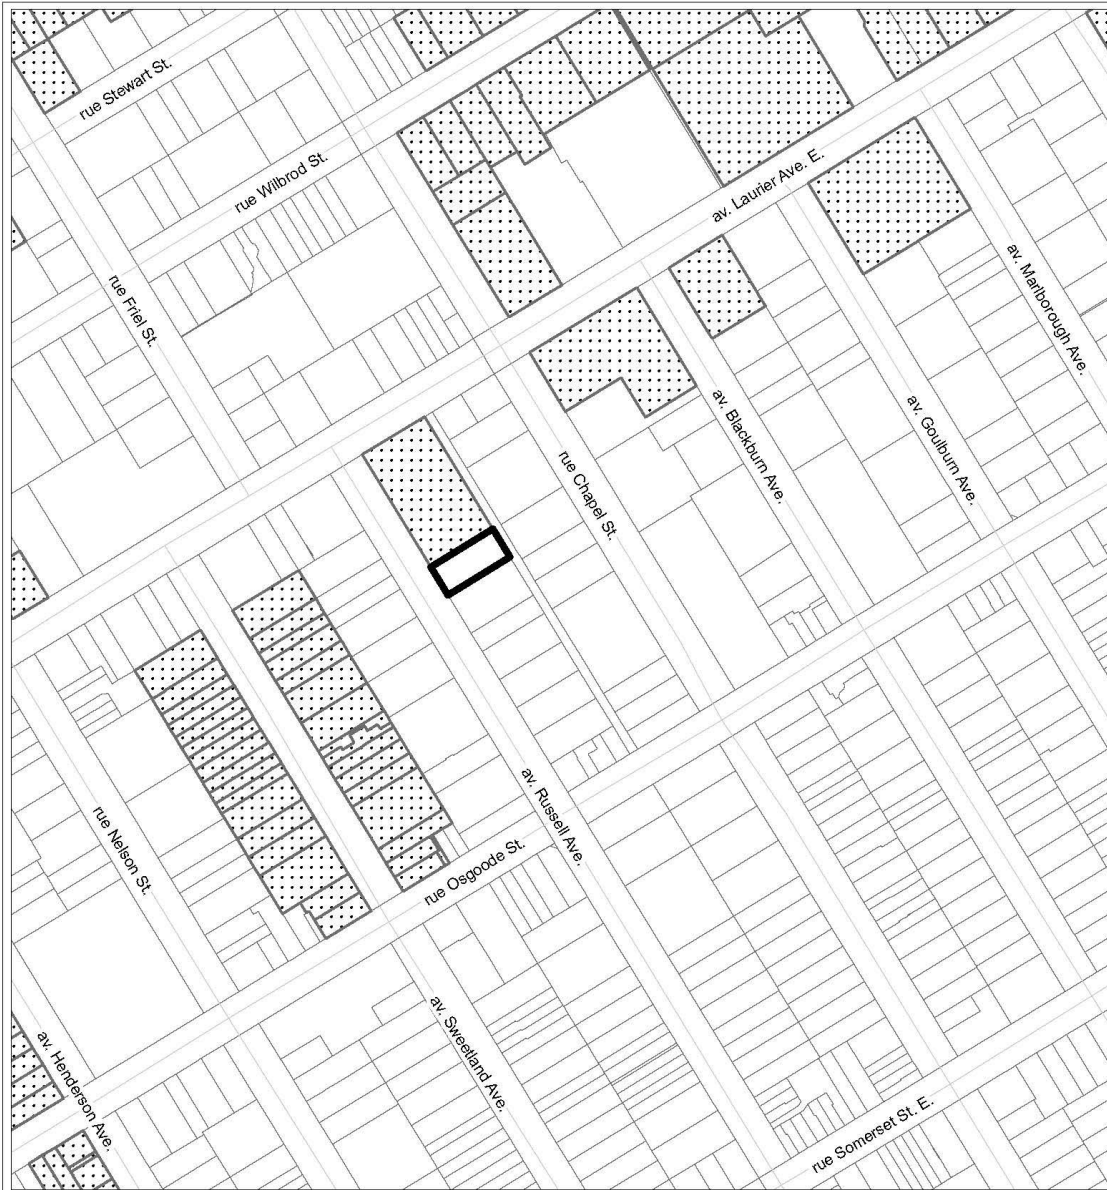 rue Stewart St.
rue Wilbrod St.
av. Laurier Ave. E.
rue Friel St.
av. Marlborough Ave.
av. Blackburn Ave.
av. Goulburn Ave.
rue Chapel St.
av. Russell Ave.
rue Nelson St.
rue Osgoode St.
av. Sweetland Ave.
av. Henderson Ave.
rue Somerset St. E.